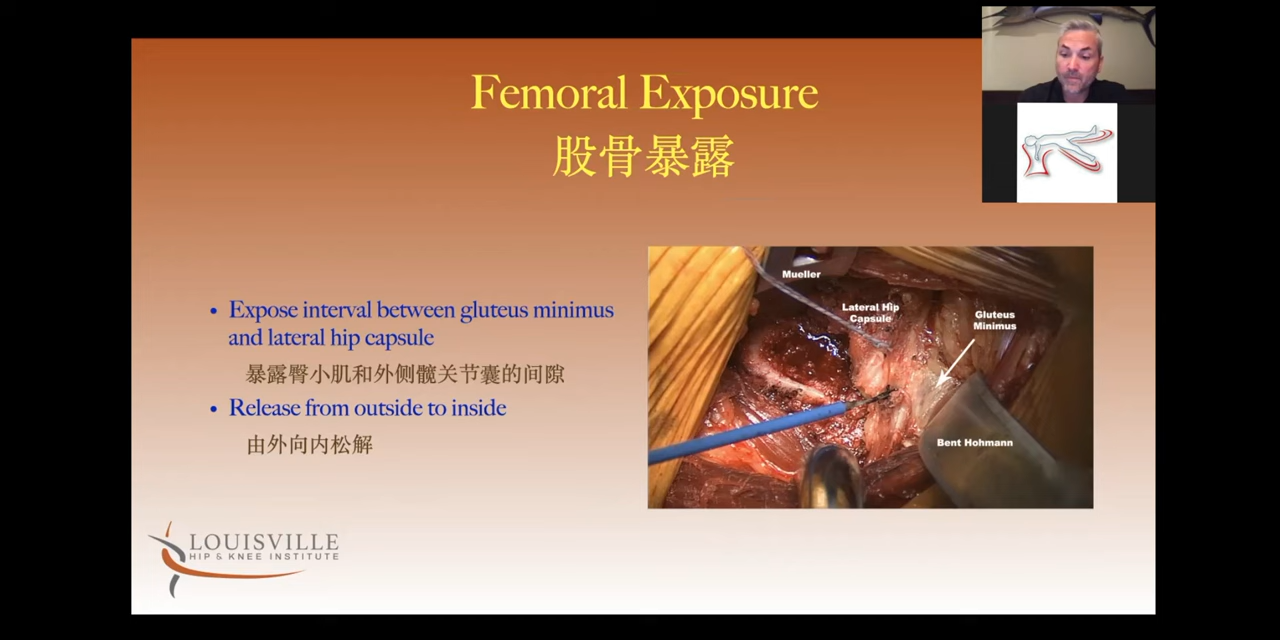 Femoral Exposure
股骨暴露
• Expose interval between gluteus minimus
and lateral hip capsule
暴露臀小肌和外侧髋关节囊的间隙
• Release from outside to inside
由外向内松解
Mueller
Lateral Hip
Capsule
Gluteus
Minimus
Bent Hohmann
LOUISVILLE
HIP & KNEE INSTITUTE